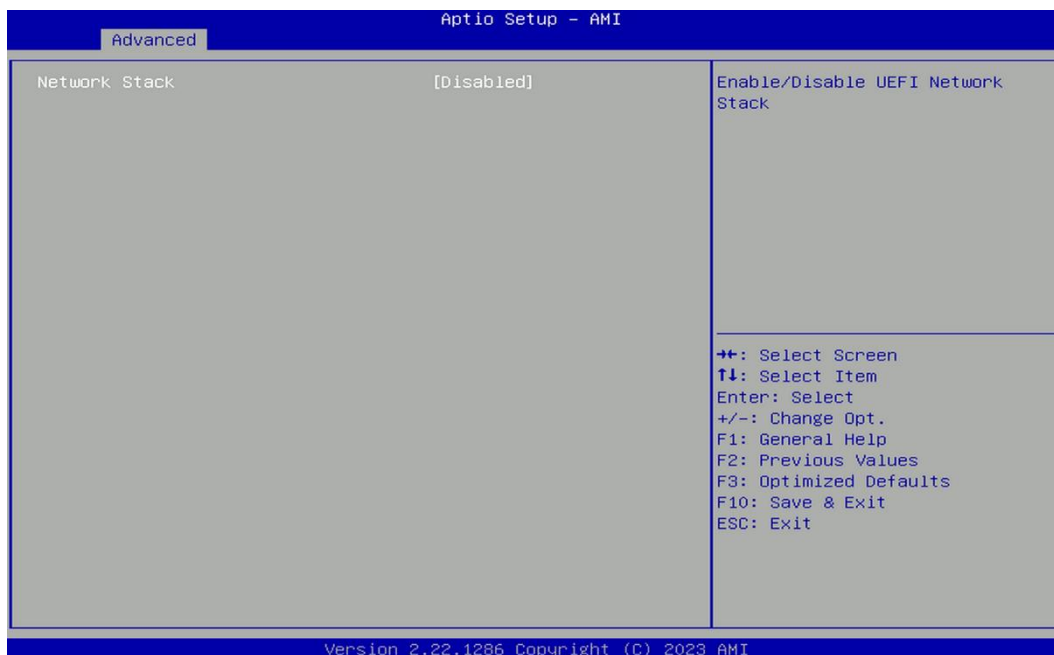 Aptio Setup - AMI
Advanced
Network Stack [Disabled]
Enable/Disable UEFI Network
Stack
→←: Select Screen
↑↓: Select Item
Enter: Select
+/-: Change Opt.
F1: General Help
F2: Previous Values
F3: Optimized Defaults
F10: Save & Exit
ESC: Exit
Version 2.22.1286 Copyright (C) 2023 AMI